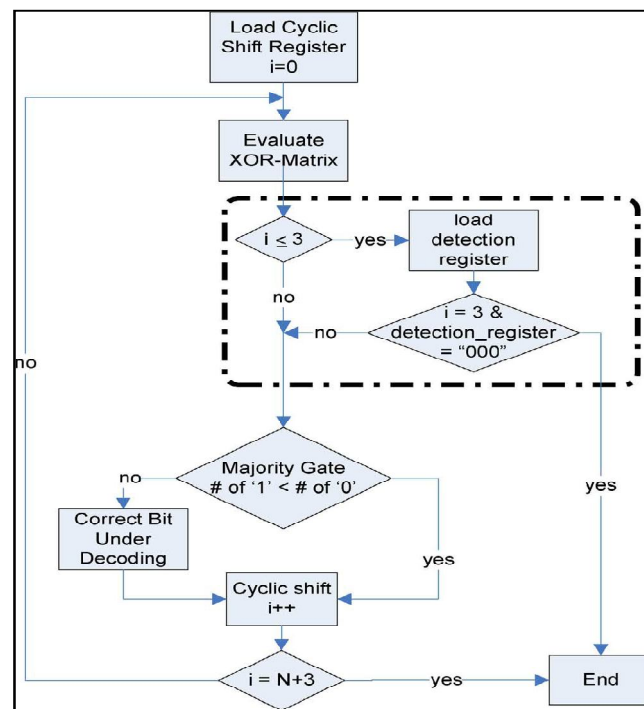 Load Cyclic
Shift Register
i=0
Evaluate
XOR-Matrix
i ≤ 3
yes
load
detection
register
no
i = 3 &
detection_register
= "000"
no
no
Majority Gate
# of '1' < # of '0'
no
yes
Correct Bit
Under
Decoding
yes
Cyclic shift
i++
i = N+3
yes
End